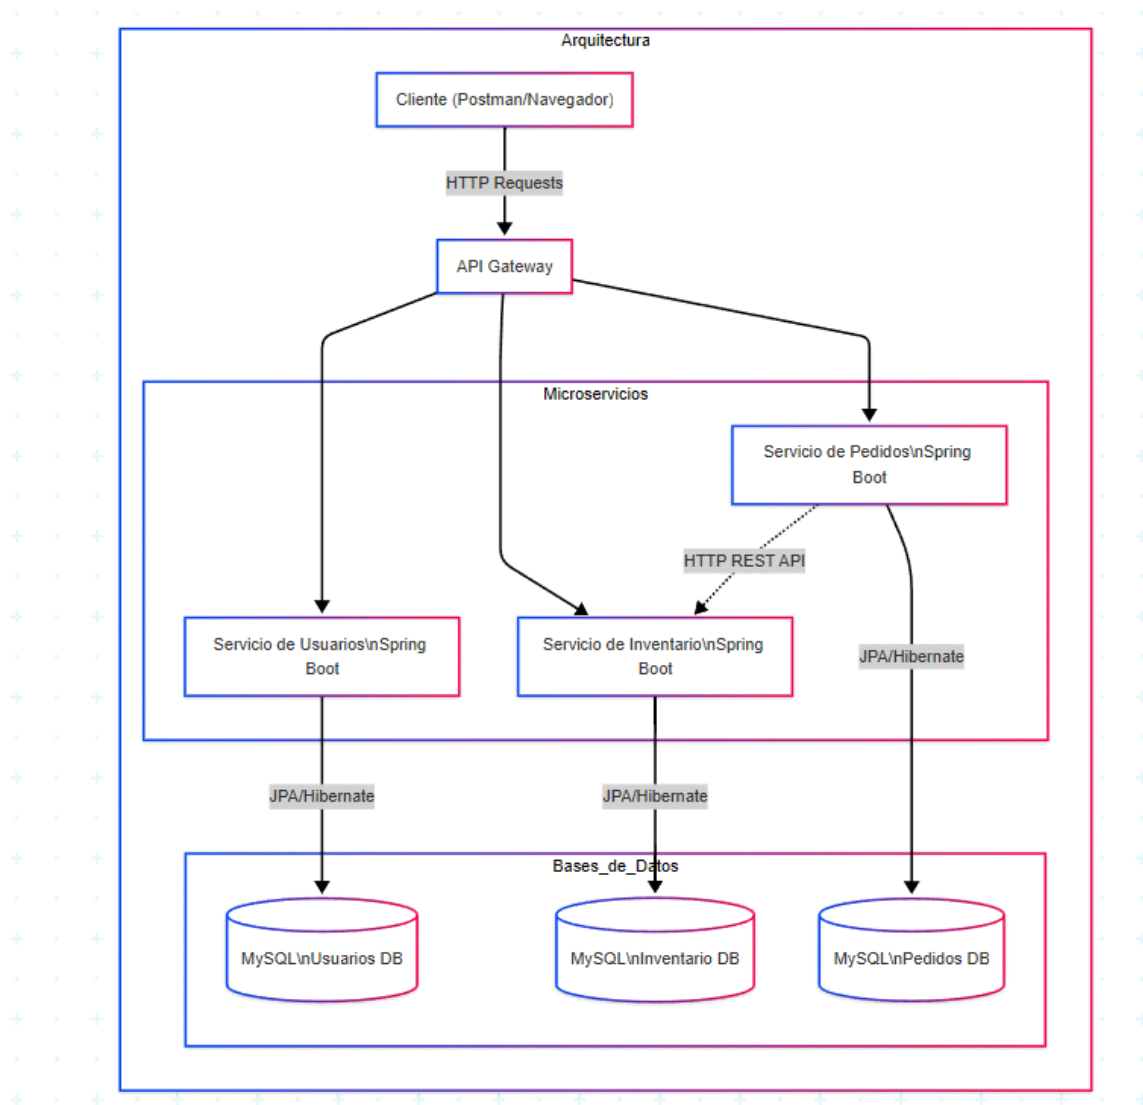 Arquitectura
Cliente (Postman/Navegador)
HTTP Requests
API Gateway
Microservicios
Servicio de Pedidos\nSpring
Boot
HTTP REST API
Servicio de Usuarios\nSpring
Boot
Servicio de Inventario\nSpring
Boot
JPA/Hibernate
JPA/Hibernate
JPA/Hibernate
Bases_de_Datos
MySQL\nUsuarios DB
MySQL\nInventario DB
MySQL\nPedidos DB